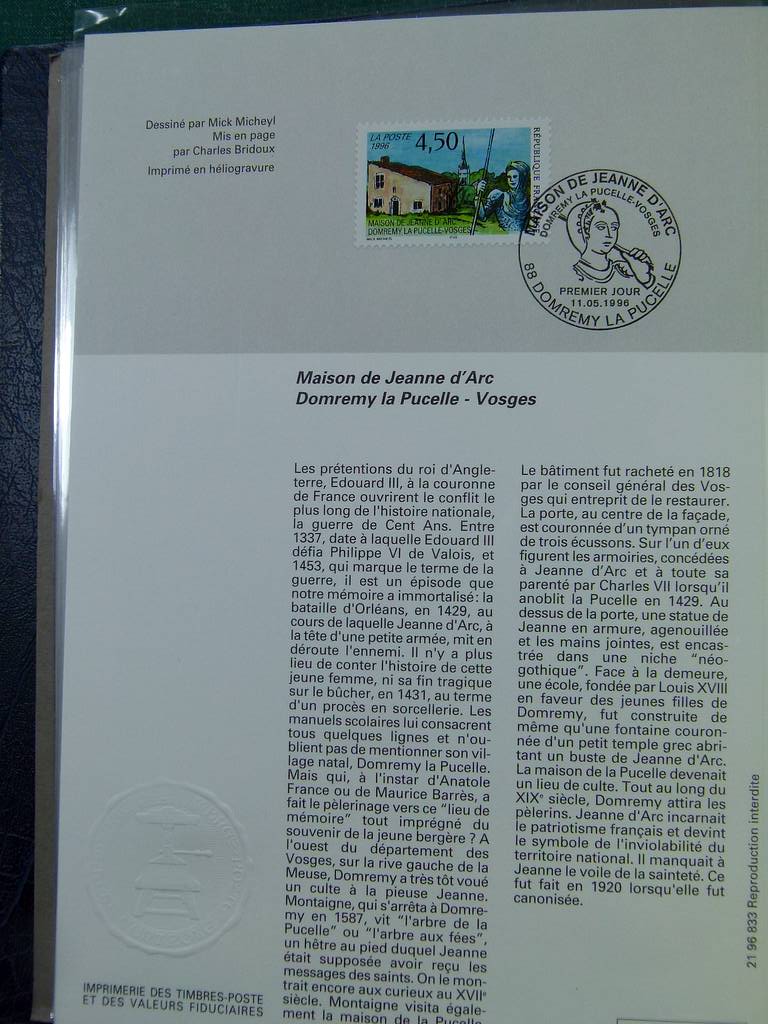 Dessiné par Mick Micheyl
Mis en page
par Charles Bridoux
Imprimé en héliogravure
LA POSTE
1996
4,50
RÉPUBLIQUE
MAISON DE JEANNE D'ARC
DOMREMY LA PUCELLE-VOSGES
MICK MICHEYL
MAISON DE JEANNE D'ARC
DOMREMY LA PUCELLE-VOSGES
PREMIER JOUR
11.05.1996
88 DOMREMY LA PUCELLE
Maison de Jeanne d'Arc
Domremy la Pucelle - Vosges
Les prétentions du roi d'Angle-
terre, Edouard III, à la couronne
de France ouvrirent le conflit le
plus long de l'histoire nationale,
la guerre de Cent Ans. Entre
1337, date à laquelle Edouard III
défia Philippe VI de Valois, et
1453, qui marque le terme de la
guerre, il est un épisode que
notre mémoire a immortalisé : la
bataille d'Orléans, en 1429, au
cours de laquelle Jeanne d'Arc, à
la tête d'une petite armée, mit en
déroute l'ennemi. Il n'y a plus
lieu de conter l'histoire de cette
jeune femme, ni sa fin tragique
sur le bûcher, en 1431, au terme
d'un procès en sorcellerie. Les
manuels scolaires lui consacrent
tous quelques lignes et n'ou-
blient pas de mentionner son vil-
lage natal, Domremy la Pucelle.
Mais qui, à l'instar d'Anatole
France ou de Maurice Barrès, a
fait le pèlerinage vers ce "lieu de
mémoire" tout imprégné du
souvenir de la jeune bergère ? A
l'ouest du département des
Vosges, sur la rive gauche de la
Meuse, Domremy a très tôt voué
un culte à la pieuse Jeanne.
Montaigne, qui s'arrêta à Domre-
my en 1587, vit "l'arbre de la
Pucelle" ou "l'arbre aux fées",
un hêtre au pied duquel Jeanne
était supposée avoir reçu les
messages des saints. On le mon-
trait encore aux curieux au XVIIe
siècle. Montaigne visita égale-
ment la maison de la Pucelle
Le bâtiment fut racheté en 1818
par le conseil général des Vos-
ges qui entreprit de le restaurer.
La porte, au centre de la façade,
est couronnée d'un tympan orné
de trois écussons. Sur l'un d'eux
figurent les armoiries, concédées
à Jeanne d'Arc et à toute sa
parenté par Charles VII lorsqu'il
anoblit la Pucelle en 1429. Au
dessus de la porte, une statue de
Jeanne en armure, agenouillée
et les mains jointes, est encas-
trée dans une niche "néo-
gothique". Face à la demeure,
une école, fondée par Louis XVIII
en faveur des jeunes filles de
Domremy, fut construite de
même qu'une fontaine couron-
née d'un petit temple grec abri-
tant un buste de Jeanne d'Arc.
La maison de la Pucelle devenait
un lieu de culte. Tout au long du
XIXe siècle, Domremy attira les
pèlerins. Jeanne d'Arc incarnait
le patriotisme français et devint
le symbole de l'inviolabilité du
territoire national. Il manquait à
Jeanne le voile de la sainteté. Ce
fut fait en 1920 lorsqu'elle fut
canonisée.
21 96 833 Reproduction interdite
IMPRIMERIE DES TIMBRES-POSTE
ET DES VALEURS FIDUCIAIRES